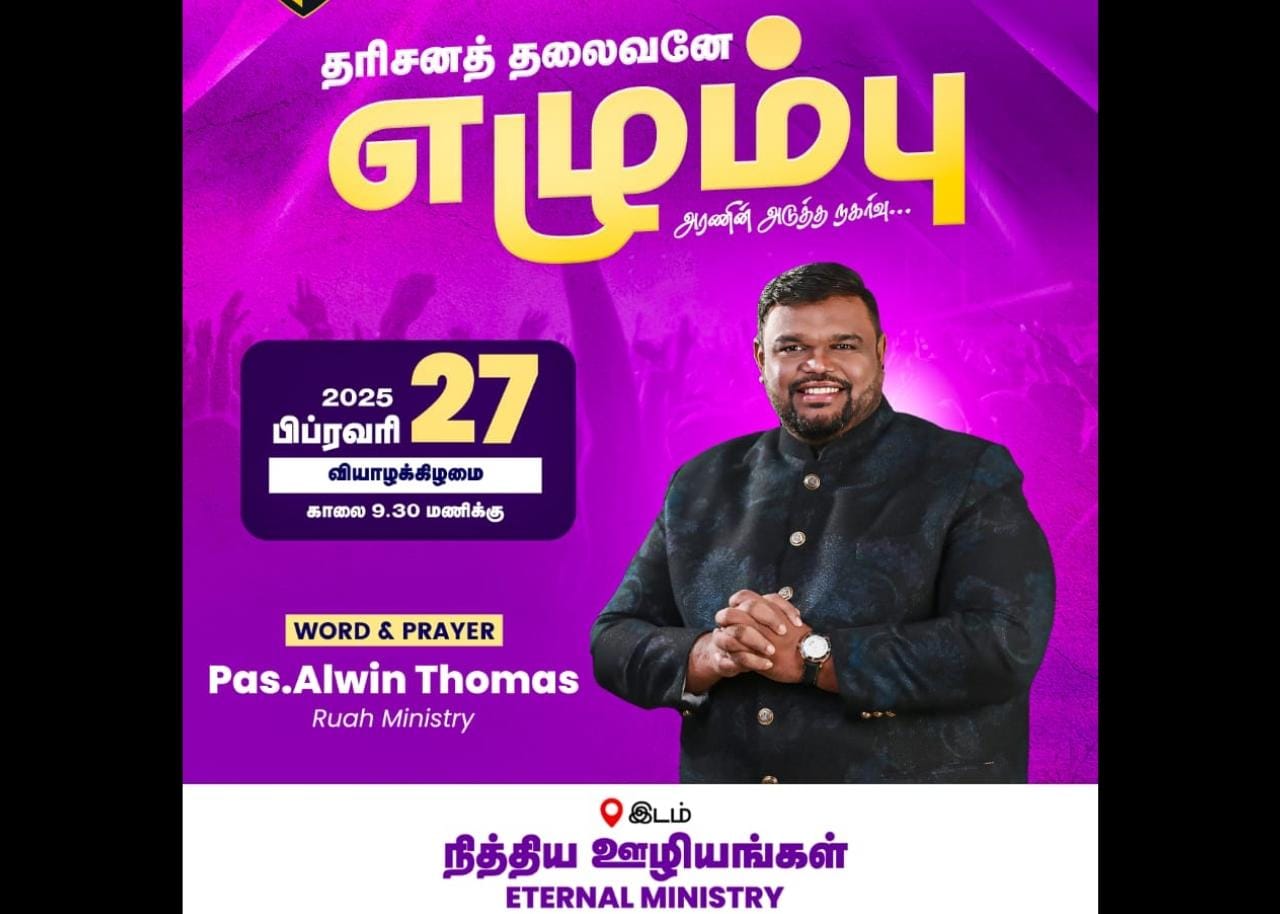 தரிசனத் தலைவனே
எழும்பு
அரணின் அடுத்த நகர்வு...
2025
பிப்ரவரி 27
வியாழக்கிழமை
காலை 9.30 மணிக்கு
WORD & PRAYER
Pas.Alwin Thomas
Ruah Ministry
இடம்
நித்திய ஊழியங்கள்
ETERNAL MINISTRY